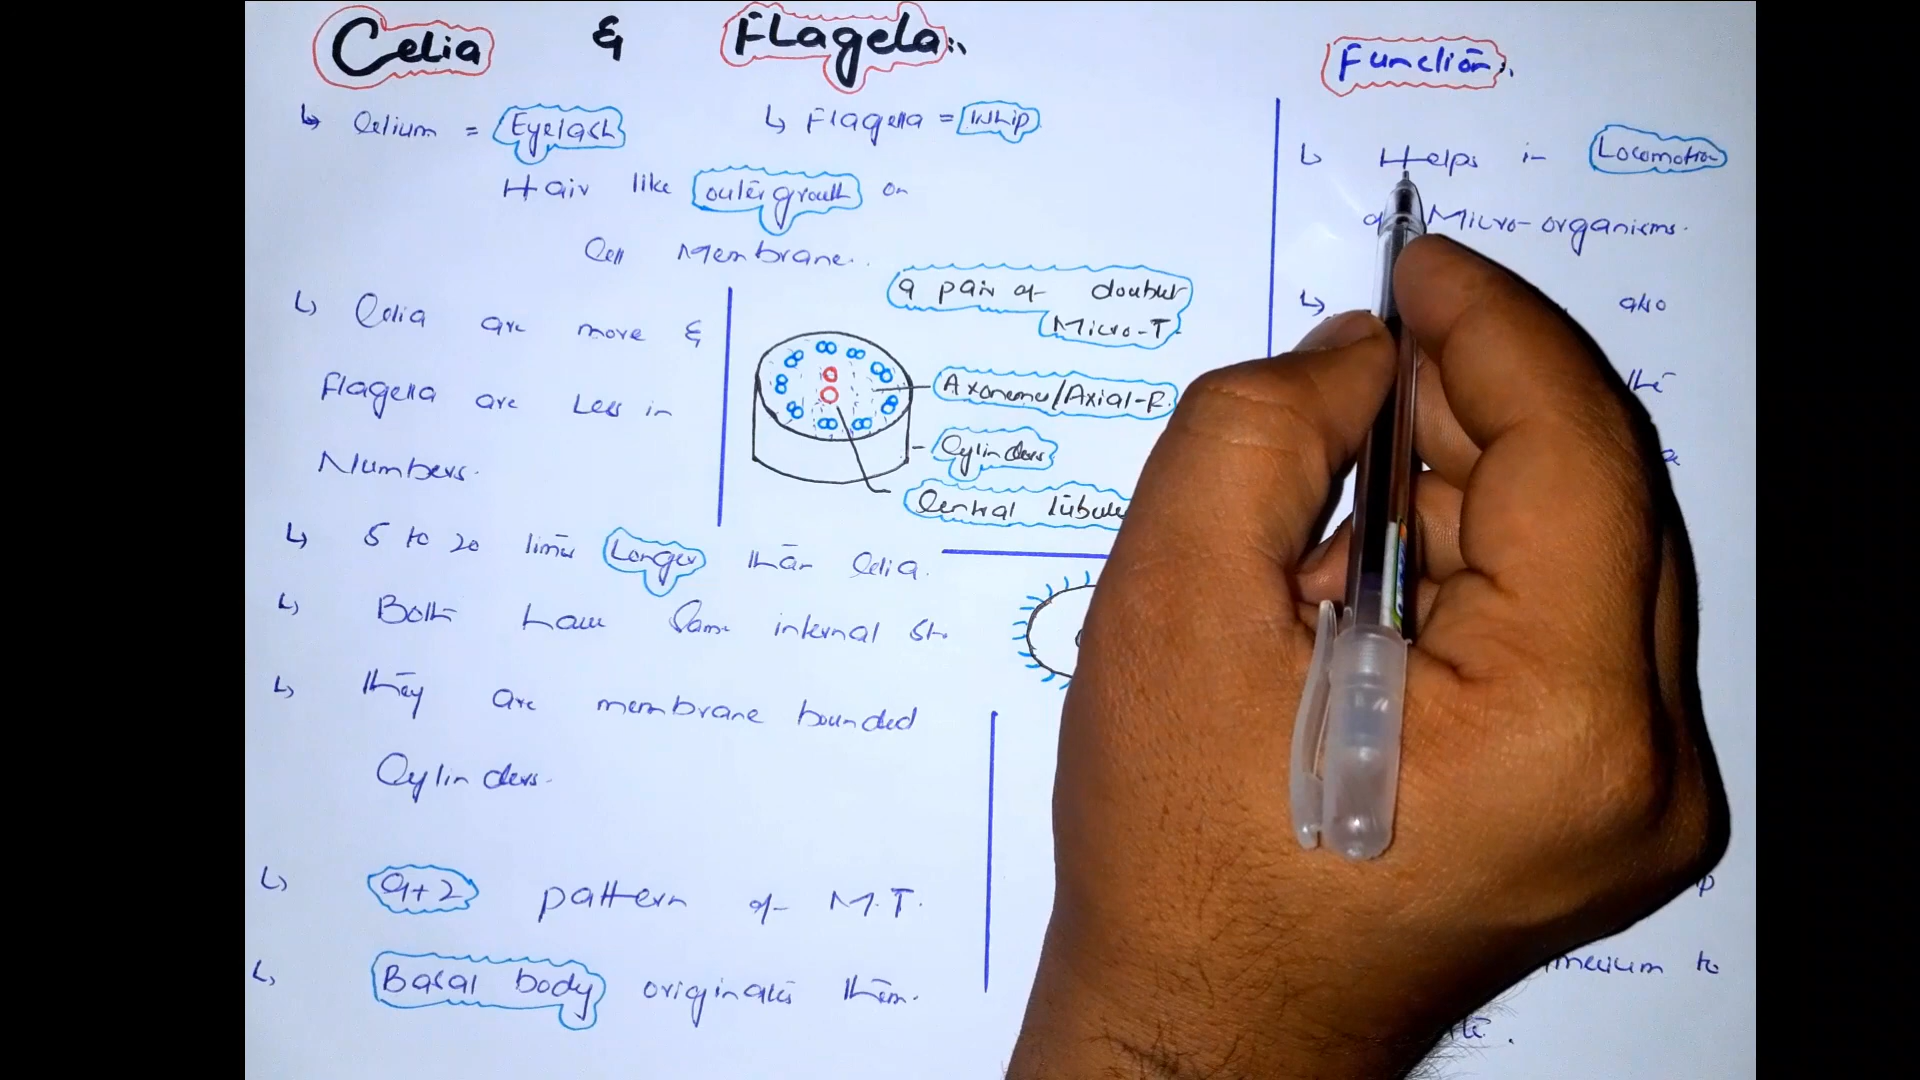 Celia & Flagela
Celium = Eyelash
Flagella = Whip
Hair like outer growth on
Cell Membrane.
Celia are more &
Flagella are Less in
Numbers.
9 pair of doublet
Micro-T.
Axoneme/Axial-F.
Cylinders
Central tubule
5 to 20 times Longer than Celia.
Both have Same internal St.
they are membrane bounded
Cylinders.
9+2 pattern of M.T.
Basal body originates them.
Function
Helps in Locomotion
Micro-organisms.
also
the
to